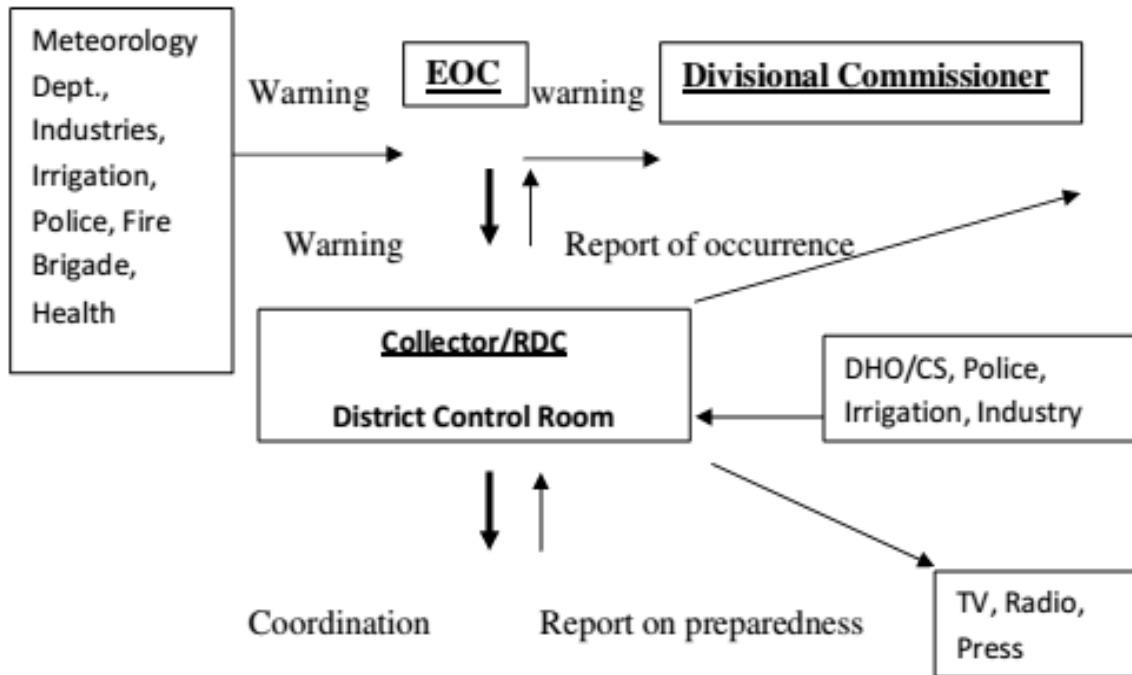 Meteorology
Dept.,
Industries,
Irrigation,
Police, Fire
Brigade,
Health
Warning
EOC
warning
Divisional Commissioner
Warning
Report of occurrence
Collector/RDC
District Control Room
DHO/CS, Police,
Irrigation, Industry
Coordination
Report on preparedness
TV, Radio,
Press